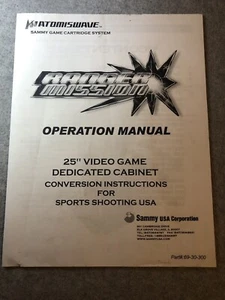 ATOMISWAVE
SAMMY GAME CARTRIDGE SYSTEM
RANGER
MISSION
OPERATION MANUAL
25" VIDEO GAME
DEDICATED CABINET
CONVERSION INSTRUCTIONS
FOR
SPORTS SHOOTING USA
Sammy USA Corporation